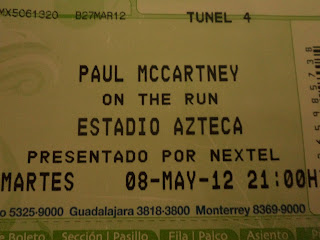 MX5061320 B27MAR12 TUNEL 4
PAUL MCCARTNEY
ON THE RUN
ESTADIO AZTECA
PRESENTADO POR NEXTEL
MARTES 08-MAY-12 21:00H
5325-9000 Guadalajara 3818-3800 Monterrey 8369-9000
Boleto Sección | Pasillo Fila | Palco Asiento